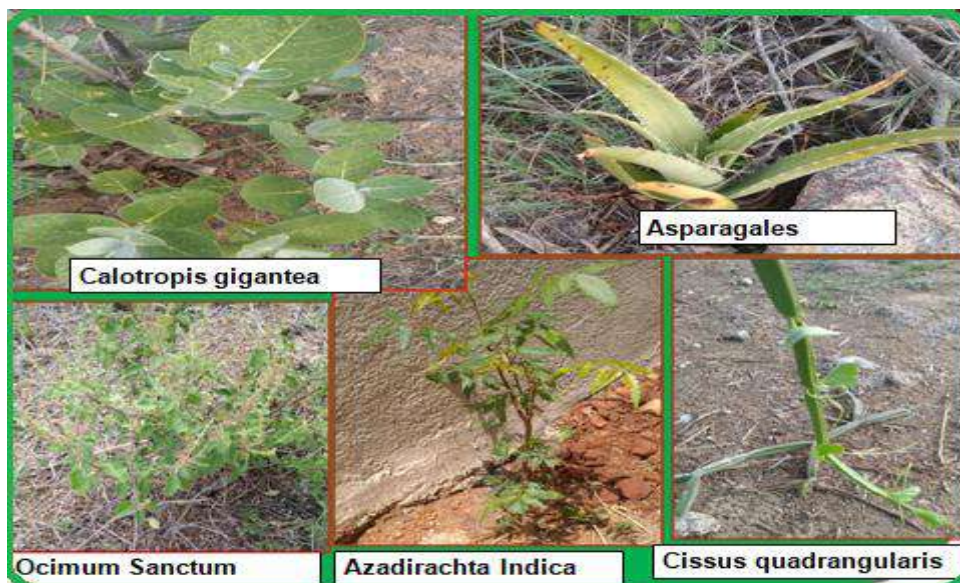 Calotropis gigantea
Asparagales
Ocimum Sanctum
Azadirachta Indica
Cissus quadrangularis